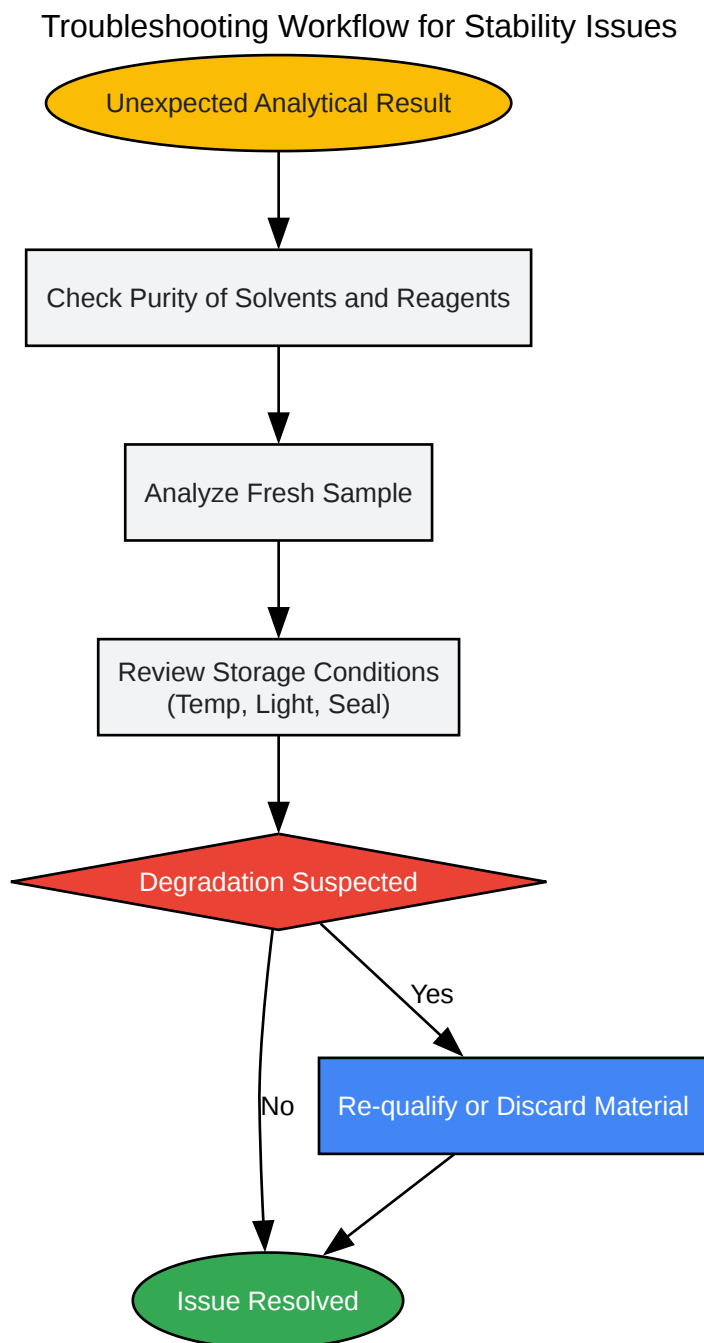 Troubleshooting Workflow for Stability Issues
Unexpected Analytical Result
Check Purity of Solvents and Reagents
Analyze Fresh Sample
Review Storage Conditions
(Temp, Light, Seal)
Degradation Suspected
Yes
No
Re-qualify or Discard Material
Issue Resolved